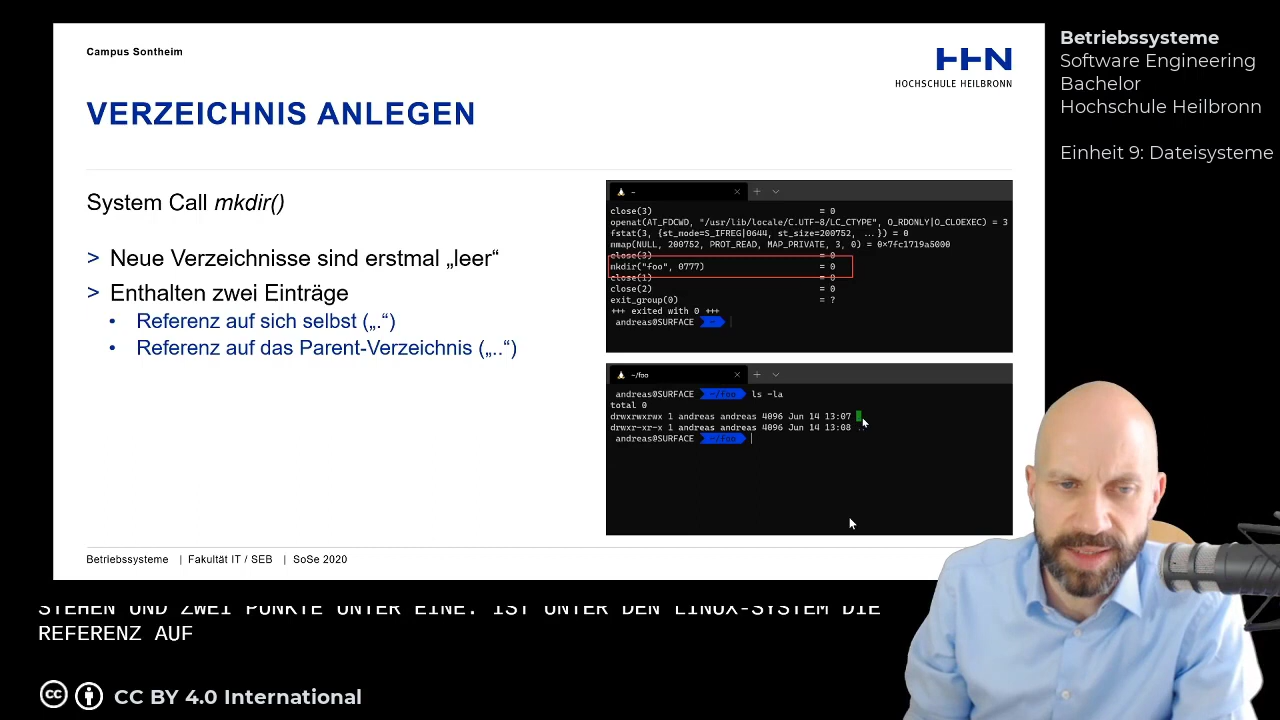 Campus Sontheim
HHN
HOCHSCHULE HEILBRONN
VERZEICHNIS ANLEGEN
System Call mkdir()
> Neue Verzeichnisse sind erstmal „leer“
> Enthalten zwei Einträge
• Referenz auf sich selbst („.“)
• Referenz auf das Parent-Verzeichnis („..“)
~
close(3) = 0
openat(AT_FDCWD, "/usr/lib/locale/C.UTF-8/LC_CTYPE", O_RDONLY|O_CLOEXEC) = 3
fstat(3, {st_mode=S_IFREG|0644, st_size=200752, ...}) = 0
mmap(NULL, 200752, PROT_READ, MAP_PRIVATE, 3, 0) = 0x7fc1719a5000
close(3) = 0
mkdir("foo", 0777) = 0
close(1) = 0
close(2) = 0
exit_group(0) = ?
+++ exited with 0 +++
andreas@SURFACE ~
~/foo
andreas@SURFACE ~/foo ls -la
total 0
drwxrwxrwx 1 andreas andreas 4096 Jun 14 13:07 .
drwxr-xr-x 1 andreas andreas 4096 Jun 14 13:08 ..
andreas@SURFACE ~/foo
Betriebssysteme | Fakultät IT / SEB | SoSe 2020
Betriebssysteme
Software Engineering
Bachelor
Hochschule Heilbronn
Einheit 9: Dateisysteme
STEHEN UND ZWEI PUNKTE UNTER EINE. IST UNTER DEN LINUX-SYSTEM DIE
REFERENZ AUF
cc CC BY 4.0 International